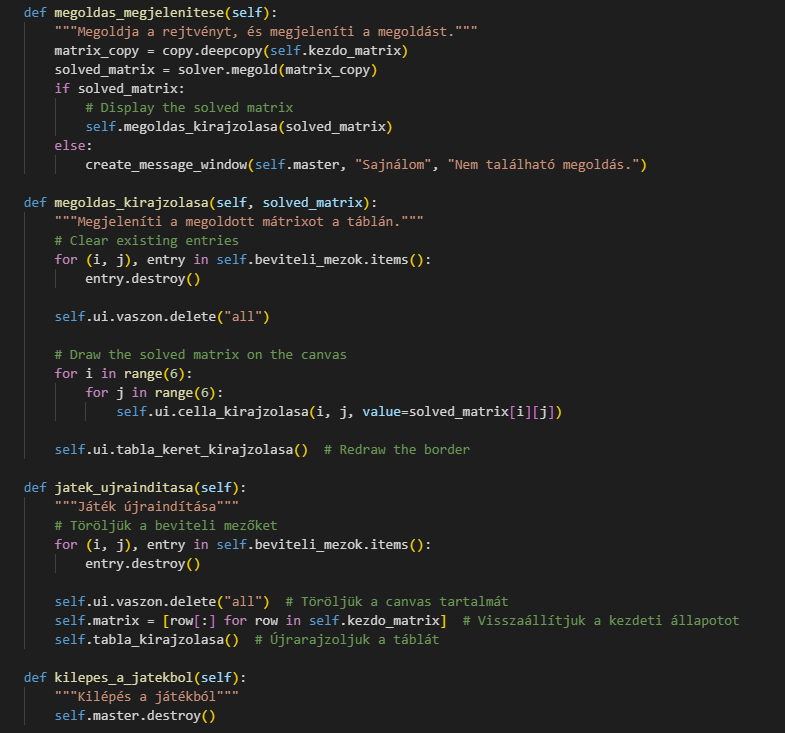 def megoldas_megjelenitese(self):
    """Megoldja a rejtvényt, és megjeleníti a megoldást."""
    matrix_copy = copy.deepcopy(self.kezdo_matrix)
    solved_matrix = solver.megold(matrix_copy)
    if solved_matrix:
        # Display the solved matrix
        self.megoldas_kirajzolasa(solved_matrix)
    else:
        create_message_window(self.master, "Sajnálom", "Nem található megoldás.")

def megoldas_kirajzolasa(self, solved_matrix):
    """Megjeleníti a megoldott mátrixot a táblán."""
    # Clear existing entries
    for (i, j), entry in self.beviteli_mezok.items():
        entry.destroy()

    self.ui.vaszon.delete("all")

    # Draw the solved matrix on the canvas
    for i in range(6):
        for j in range(6):
            self.ui.cella_kirajzolasa(i, j, value=solved_matrix[i][j])

    self.ui.tabla_keret_kirajzolasa()  # Redraw the border

def jatek_ujrainditasa(self):
    """Játék újraindítása"""
    # Töröljük a beviteli mezőket
    for (i, j), entry in self.beviteli_mezok.items():
        entry.destroy()

    self.ui.vaszon.delete("all")  # Töröljük a canvas tartalmát
    self.matrix = [row[:] for row in self.kezdo_matrix]  # Visszaállítjuk a kezdeti állapotot
    self.tabla_kirajzolasa()  # Újrarajzoljuk a táblát

def kilepes_a_jatekbol(self):
    """Kilépés a játékból"""
    self.master.destroy()